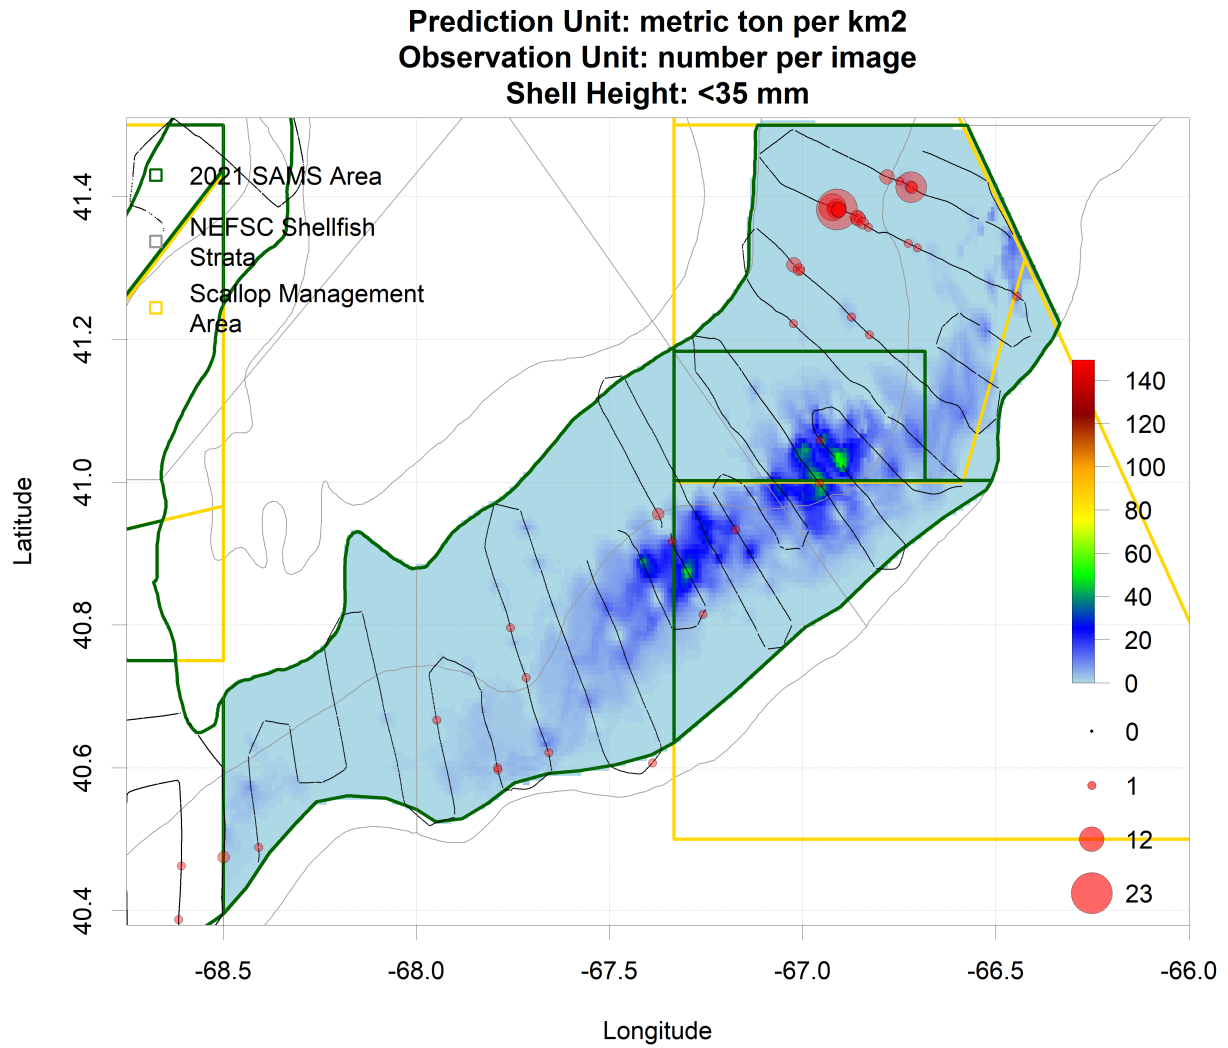 Prediction Unit: metric ton per km2
Observation Unit: number per image
Shell Height: <35 mm
2021 SAMS Area
NEFSC Shellfish
Strata
Scallop Management
Area
41.4
41.2
41.0
40.8
40.6
40.4
Latitude
140
120
100
80
60
40
20
0
0
1
12
23
-68.5
-68.0
-67.5
-67.0
-66.5
-66.0
Longitude